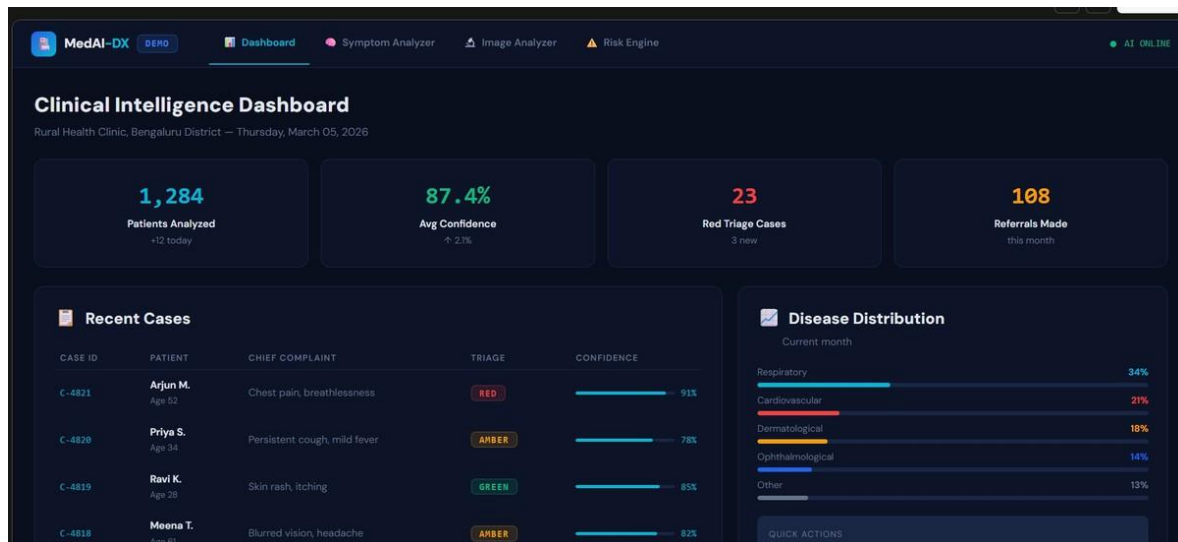 MedAI-DX DEMO Dashboard Symptom Analyzer Image Analyzer Risk Engine AI ONLINE
Clinical Intelligence Dashboard
Rural Health Clinic, Bengaluru District — Thursday, March 05, 2026
1,284
Patients Analyzed
+12 today
87.4%
Avg Confidence
↑ 2.1%
23
Red Triage Cases
3 new
108
Referrals Made
this month
Recent Cases
CASE ID PATIENT CHIEF COMPLAINT TRIAGE CONFIDENCE
C-4821 Arjun M. Chest pain, breathlessness RED 91%
Age 52
C-4820 Priya S. Persistent cough, mild fever AMBER 78%
Age 34
C-4819 Ravi K. Skin rash, itching GREEN 85%
Age 28
C-4818 Meena T. Blurred vision, headache AMBER 82%
Disease Distribution
Current month
Respiratory 34%
Cardiovascular 21%
Dermatological 18%
Ophthalmological 14%
Other 13%
QUICK ACTIONS